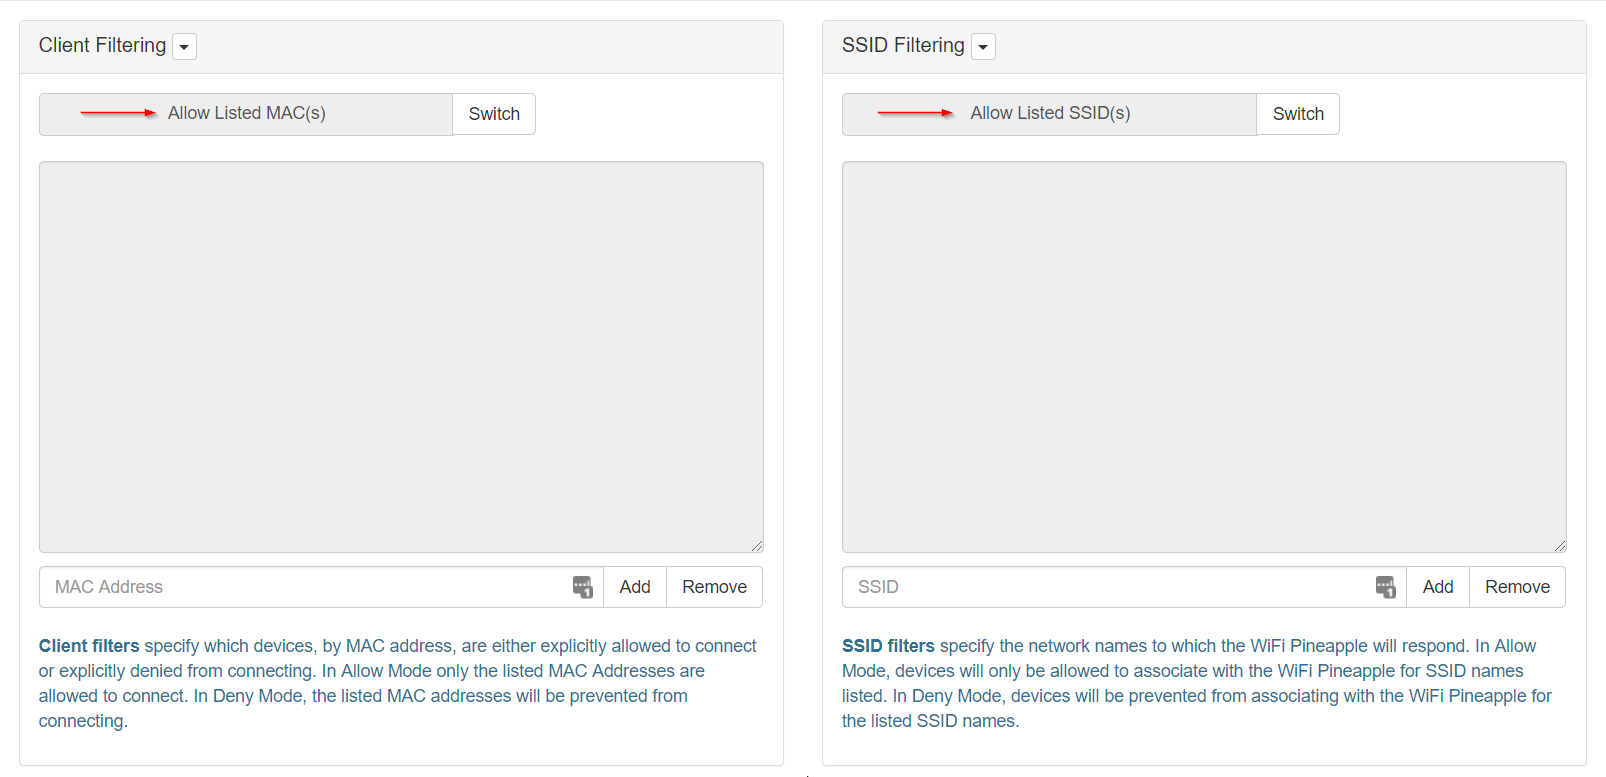 Client Filtering
Allow Listed MAC(s)
Switch
MAC Address
1
Add
Remove
Client filters specify which devices, by MAC address, are either explicitly allowed to connect
or explicitly denied from connecting. In Allow Mode only the listed MAC Addresses are
allowed to connect. In Deny Mode, the listed MAC addresses will be prevented from
connecting.
SSID Filtering
Allow Listed SSID(s)
Switch
SSID
1
Add
Remove
SSID filters specify the network names to which the WiFi Pineapple will respond. In Allow
Mode, devices will only be allowed to associate with the WiFi Pineapple for SSID names
listed. In Deny Mode, devices will be prevented from associating with the WiFi Pineapple for
the listed SSID names.